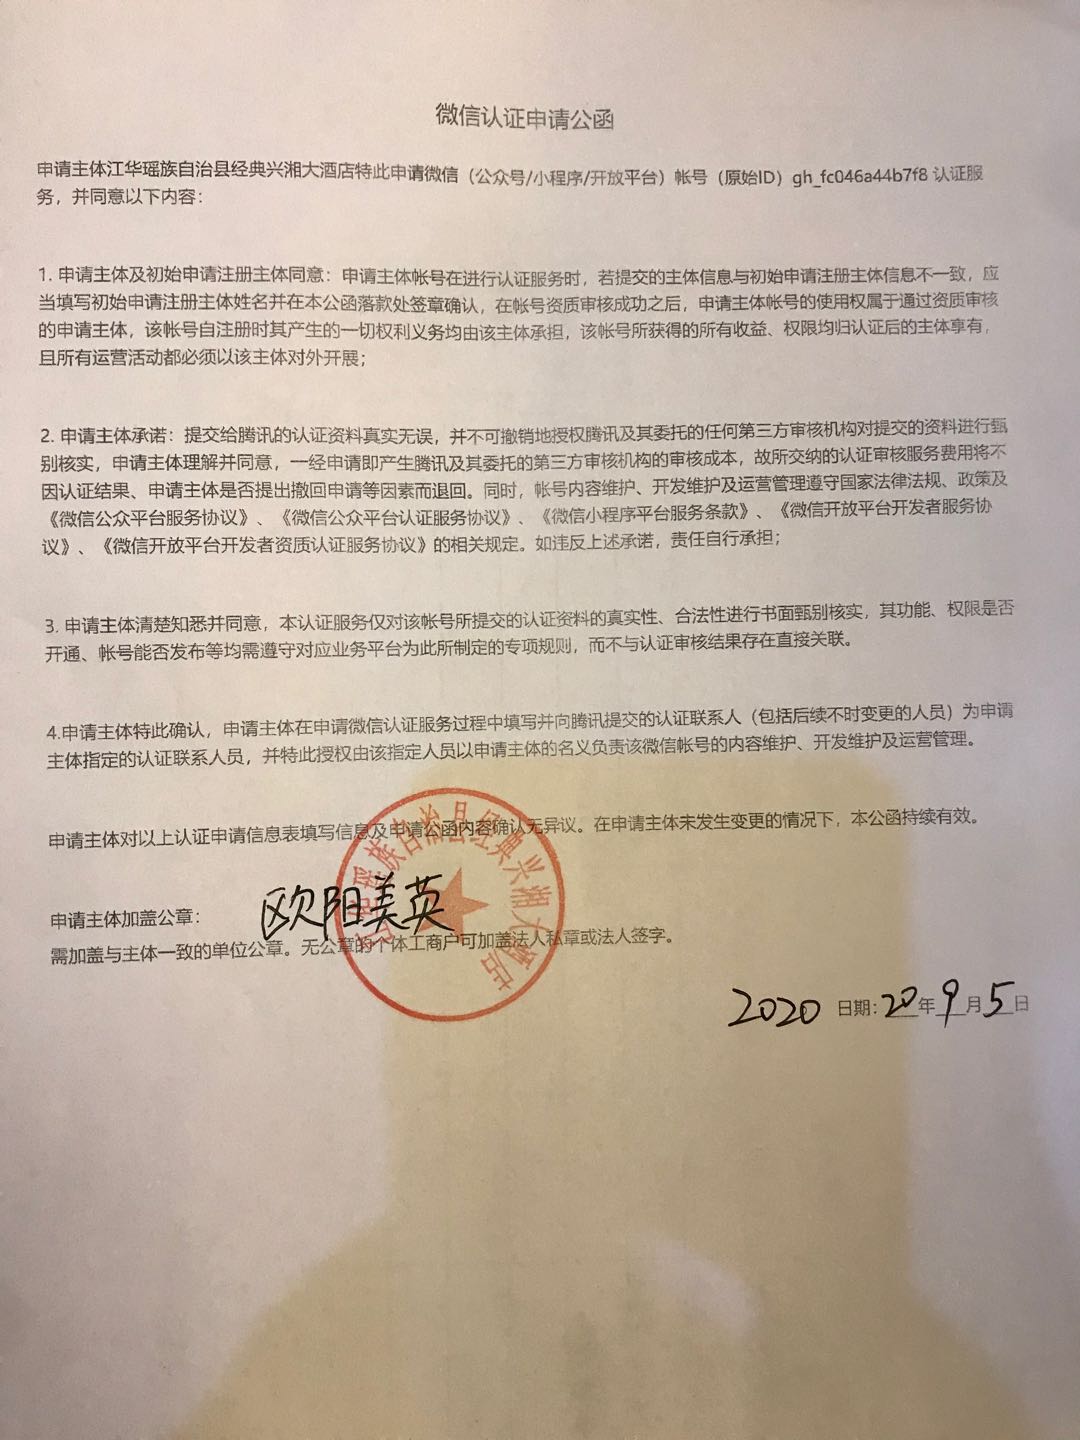 微信认证申请公函
申请主体江华瑶族自治县经典兴湘大酒店特此申请微信（公众号/小程序/开放平台）帐号（原始ID）gh_fc046a44b7f8 认证服
务，并同意以下内容：
1. 申请主体及初始申请注册主体同意：申请主体帐号在进行认证服务时，若提交的主体信息与初始申请注册主体信息不一致，应
当填写初始申请注册主体姓名并在本公函落款处签章确认，在帐号资质审核成功之后，申请主体帐号的使用权属于通过资质审核
的申请主体，该帐号自注册时其产生的一切权利义务均由该主体承担，该帐号所获得的所有收益、权限均归认证后的主体享有，
且所有运营活动都必须以该主体对外开展；
2. 申请主体承诺：提交给腾讯的认证资料真实无误，并不可撤销地授权腾讯及其委托的任何第三方审核机构对提交的资料进行甄
别核实，申请主体理解并同意，一经申请即产生腾讯及其委托的第三方审核机构的审核成本，故所交纳的认证审核服务费用将不
因认证结果、申请主体是否提出撤回申请等因素而退回。同时，帐号内容维护、开发维护及运营管理遵守国家法律法规、政策及
《微信公众平台服务协议》、《微信公众平台认证服务协议》、《微信小程序平台服务条款》、《微信开放平台开发者服务协
议》、《微信开放平台开发者资质认证服务协议》的相关规定。如违反上述承诺，责任自行承担；
3. 申请主体清楚知悉并同意，本认证服务仅对该帐号所提交的认证资料的真实性、合法性进行书面甄别核实，其功能、权限是否
开通、帐号能否发布等均需遵守对应业务平台为此所制定的专项规则，而不与认证审核结果存在直接关联。
4.申请主体特此确认，申请主体在申请微信认证服务过程中填写并向腾讯提交的认证联系人（包括后续不时变更的人员）为申请
主体指定的认证联系人员，并特此授权由该指定人员以申请主体的名义负责该微信帐号的内容维护、开发维护及运营管理。
申请主体对以上认证申请信息表填写信息及申请公函内容确认无异议。在申请主体未发生变更的情况下，本公函持续有效。
江华瑶族自治县经典兴湘大酒店
申请主体加盖公章： 欧阳美英
需加盖与主体一致的单位公章。无公章的个体工商户可加盖法人私章或法人签字。
2020 日期:20年9月5日